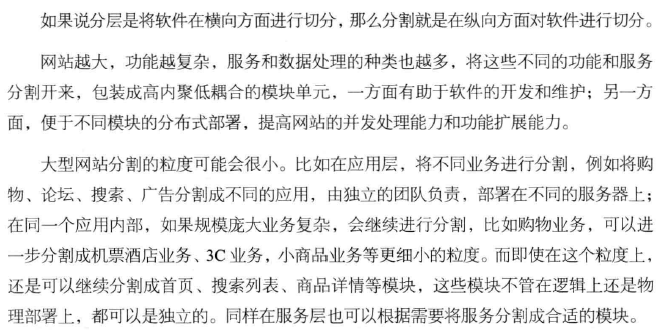 如果说分层是将软件在横向方面进行切分，那么分割就是在纵向方面对软件进行切分。
网站越大，功能越复杂，服务和数据处理的种类也越多，将这些不同的功能和服务
分割开来，包装成高内聚低耦合的模块单元，一方面有助于软件的开发和维护；另一方
面，便于不同模块的分布式部署，提高网站的并发处理能力和功能扩展能力。
大型网站分割的粒度可能会很小。比如在应用层，将不同业务进行分割，例如将购
物、论坛、搜索、广告分割成不同的应用，由独立的团队负责，部署在不同的服务器上；
在同一个应用内部，如果规模庞大业务复杂，会继续进行分割，比如购物业务，可以进
一步分割成机票酒店业务、3C 业务，小商品业务等更细小的粒度。而即使在这个粒度上，
还是可以继续分割成首页、搜索列表、商品详情等模块，这些模块不管在逻辑上还是物
理部署上，都可以是独立的。同样在服务层也可以根据需要将服务分割成合适的模块。